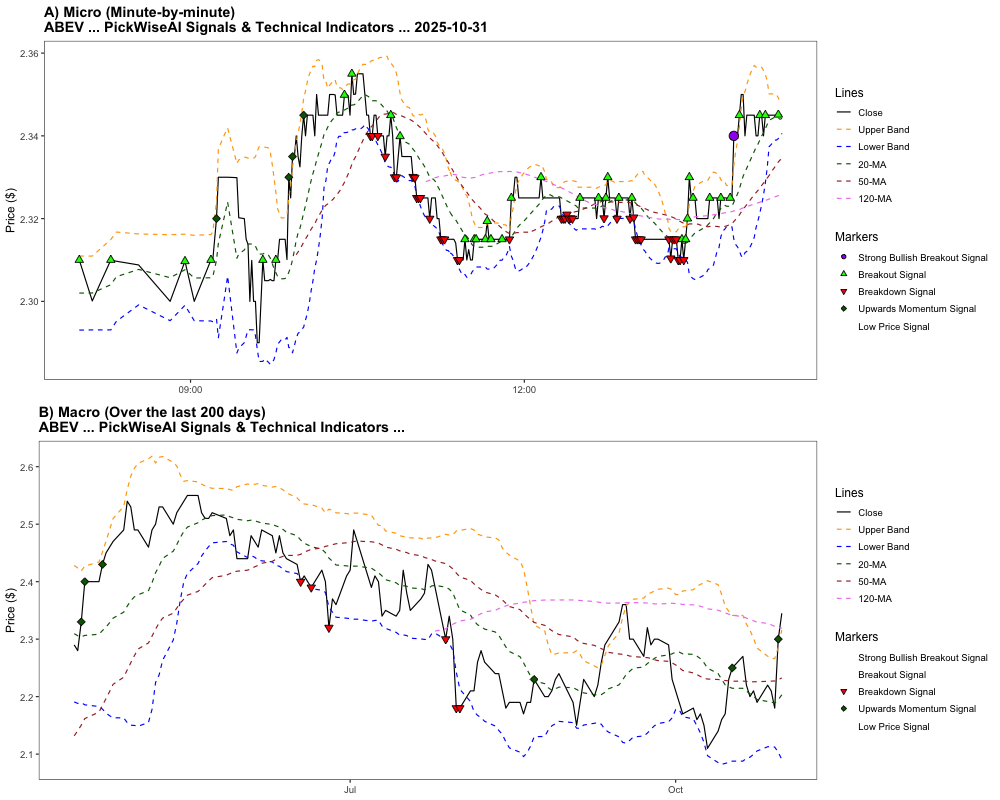 A) Micro (Minute-by-minute)
ABEV ... PickWiseAI Signals & Technical Indicators ... 2025-10-31
2.36
2.34
2.32
2.30
Price ($)
09:00
12:00
Lines
Close
Upper Band
Lower Band
20-MA
50-MA
120-MA
Markers
Strong Bullish Breakout Signal
Breakout Signal
Breakdown Signal
Upwards Momentum Signal
Low Price Signal
B) Macro (Over the last 200 days)
ABEV ... PickWiseAI Signals & Technical Indicators ...
2.6
2.5
2.4
2.3
2.2
2.1
Price ($)
Jul
Oct
Lines
Close
Upper Band
Lower Band
20-MA
50-MA
120-MA
Markers
Strong Bullish Breakout Signal
Breakout Signal
Breakdown Signal
Upwards Momentum Signal
Low Price Signal